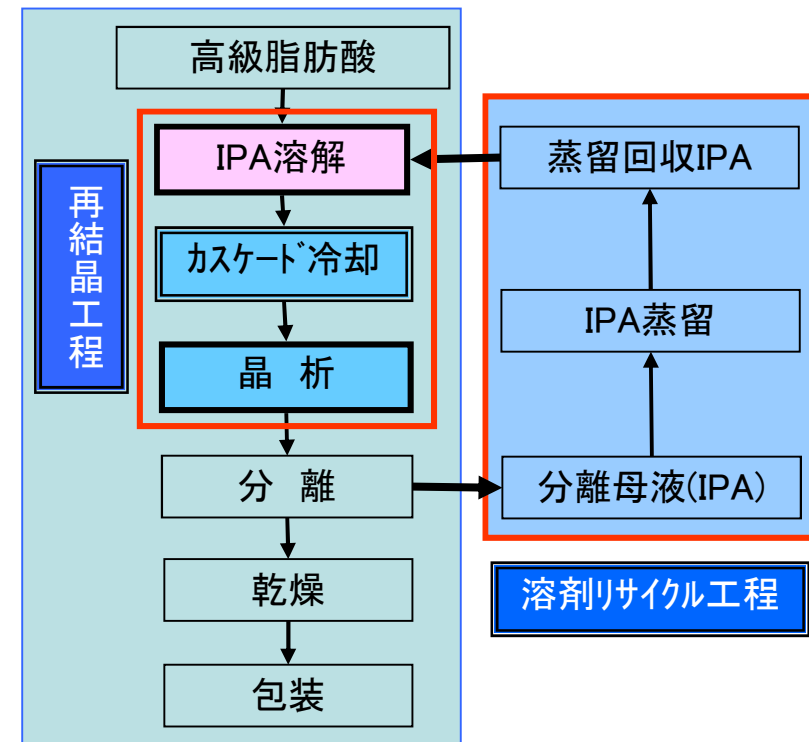 高級脂肪酸
IPA溶解
ｶｽｹｰﾄﾞ冷却
晶 析
分 離
乾燥
包装
再結晶工程
蒸留回収IPA
IPA蒸留
分離母液(IPA)
溶剤ﾘｻｲｸﾙ工程